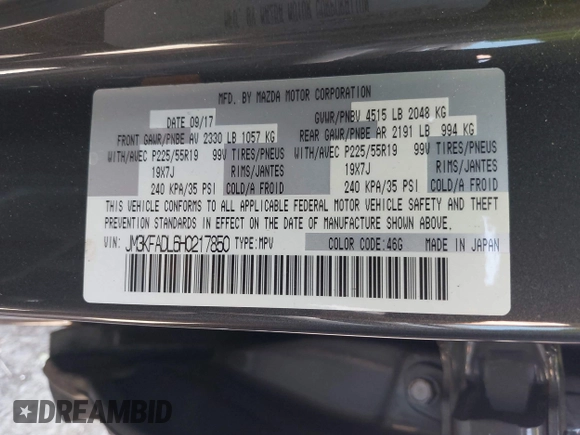 MFD. BY MAZDA MOTOR CORPORATION
DATE 09/17 GVWR/PNBV 4515 LB 2048 KG
FRONT GAWR/PNBE AV 2330 LB 1057 KG REAR GAWR/PNBE AR 2191 LB 994 KG
WITH/AVEC P225/55R19 99V TIRES/PNEUS WITH/AVEC P225/55R19 99V TIRES/PNEUS
19X7J RIMS/JANTES 19X7J RIMS/JANTES
240 KPA/35 PSI COLD/A FROID 240 KPA/35 PSI COLD/A FROID
THIS VEHICLE CONFORMS TO ALL APPLICABLE FEDERAL MOTOR VEHICLE SAFETY AND THEFT
PREVENTION STANDARDS IN EFFECT ON THE DATE OF MANUFACTURE SHOWN ABOVE.
VIN: JM3KFADL6H0217850 TYPE: MPV COLOR CODE: 46G MADE IN JAPAN
DREAMBID